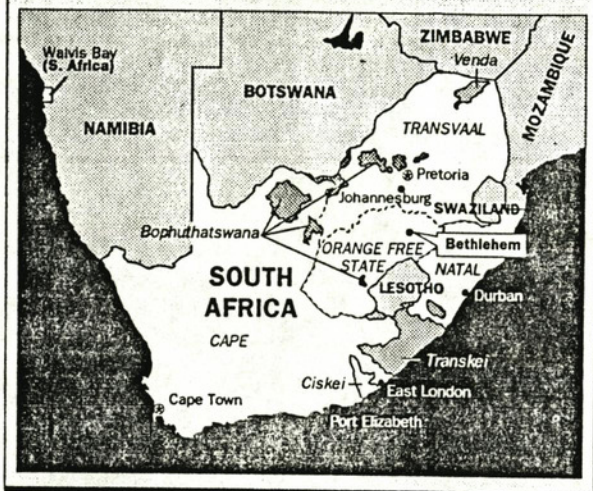 ZIMBABWE
Walvis Bay
(S. Africa)
Venda
BOTSWANA
MOZAMBIQUE
NAMIBIA
TRANSVAAL
Pretoria
Johannesburg
SWAZILAND
Bophuthatswana
ORANGE FREE
STATE
Bethlehem
NATAL
SOUTH
AFRICA
LESOTHO
Durban
CAPE
Transkei
Ciskei
Cape Town
East London
Port Elizabeth